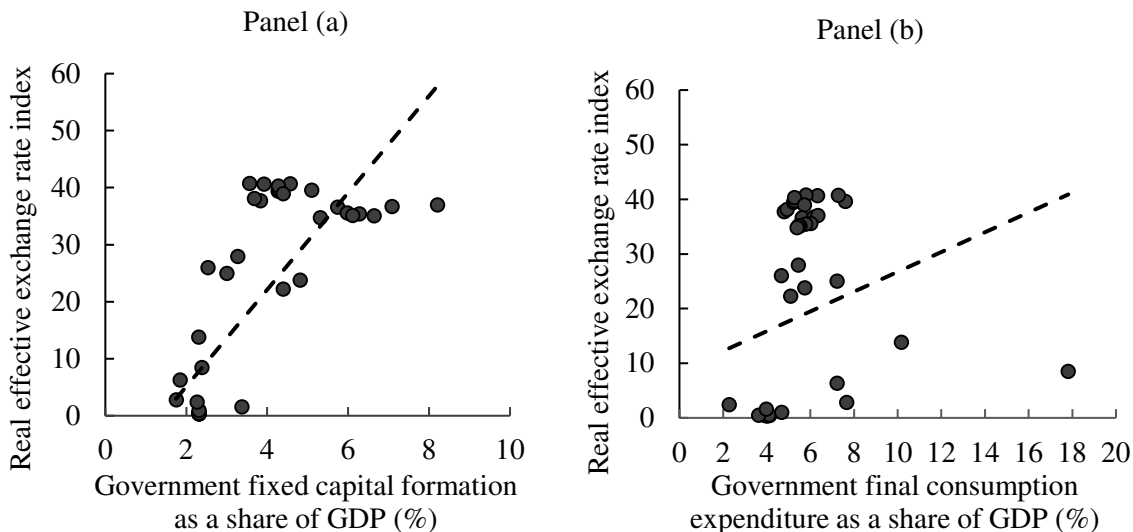 Panel (a)
Real effective exchange rate index
60
50
40
30
20
10
0
0 2 4 6 8 10
Government fixed capital formation
as a share of GDP (%)
Panel (b)
Real effective exchange rate index
60
50
40
30
20
10
0
0 2 4 6 8 10 12 14 16 18 20
Government final consumption
expenditure as a share of GDP (%)